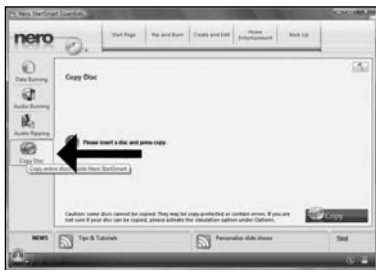 Nero StartSmart Essentials
nero
Start Page
Rip and Burn
Create and Edit
Home Entertainment
Back Up
Data Burning
Audio Burning
Audio Ripping
Copy Disc
Copy Disc
Please insert a disc and press copy.
Copy entire discs inside Nero StartSmart.
Caution: some discs cannot be copied. They may be copy-protected or contain errors. If you are
not sure if your disc can be copied, please activate the simulation option under Options.
Copy
NEWS
Tips & Tutorials
Personalize slide shows